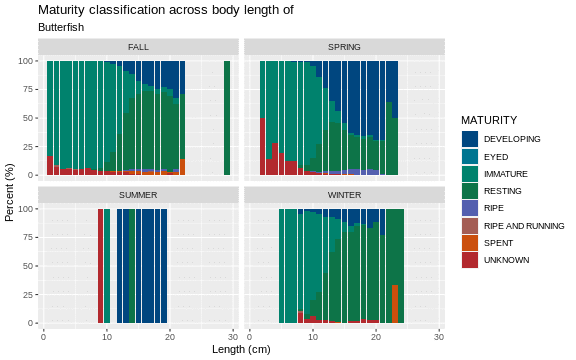 Maturity classification across body length of
Butterfish
FALL
SPRING
100
75
50
25
0
SUMMER
WINTER
100
75
50
25
0
0
10
20
30
0
10
20
30
Length (cm)
Percent (%)
MATURITY
DEVELOPING
EYED
IMMATURE
RESTING
RIPE
RIPE AND RUNNING
SPENT
UNKNOWN